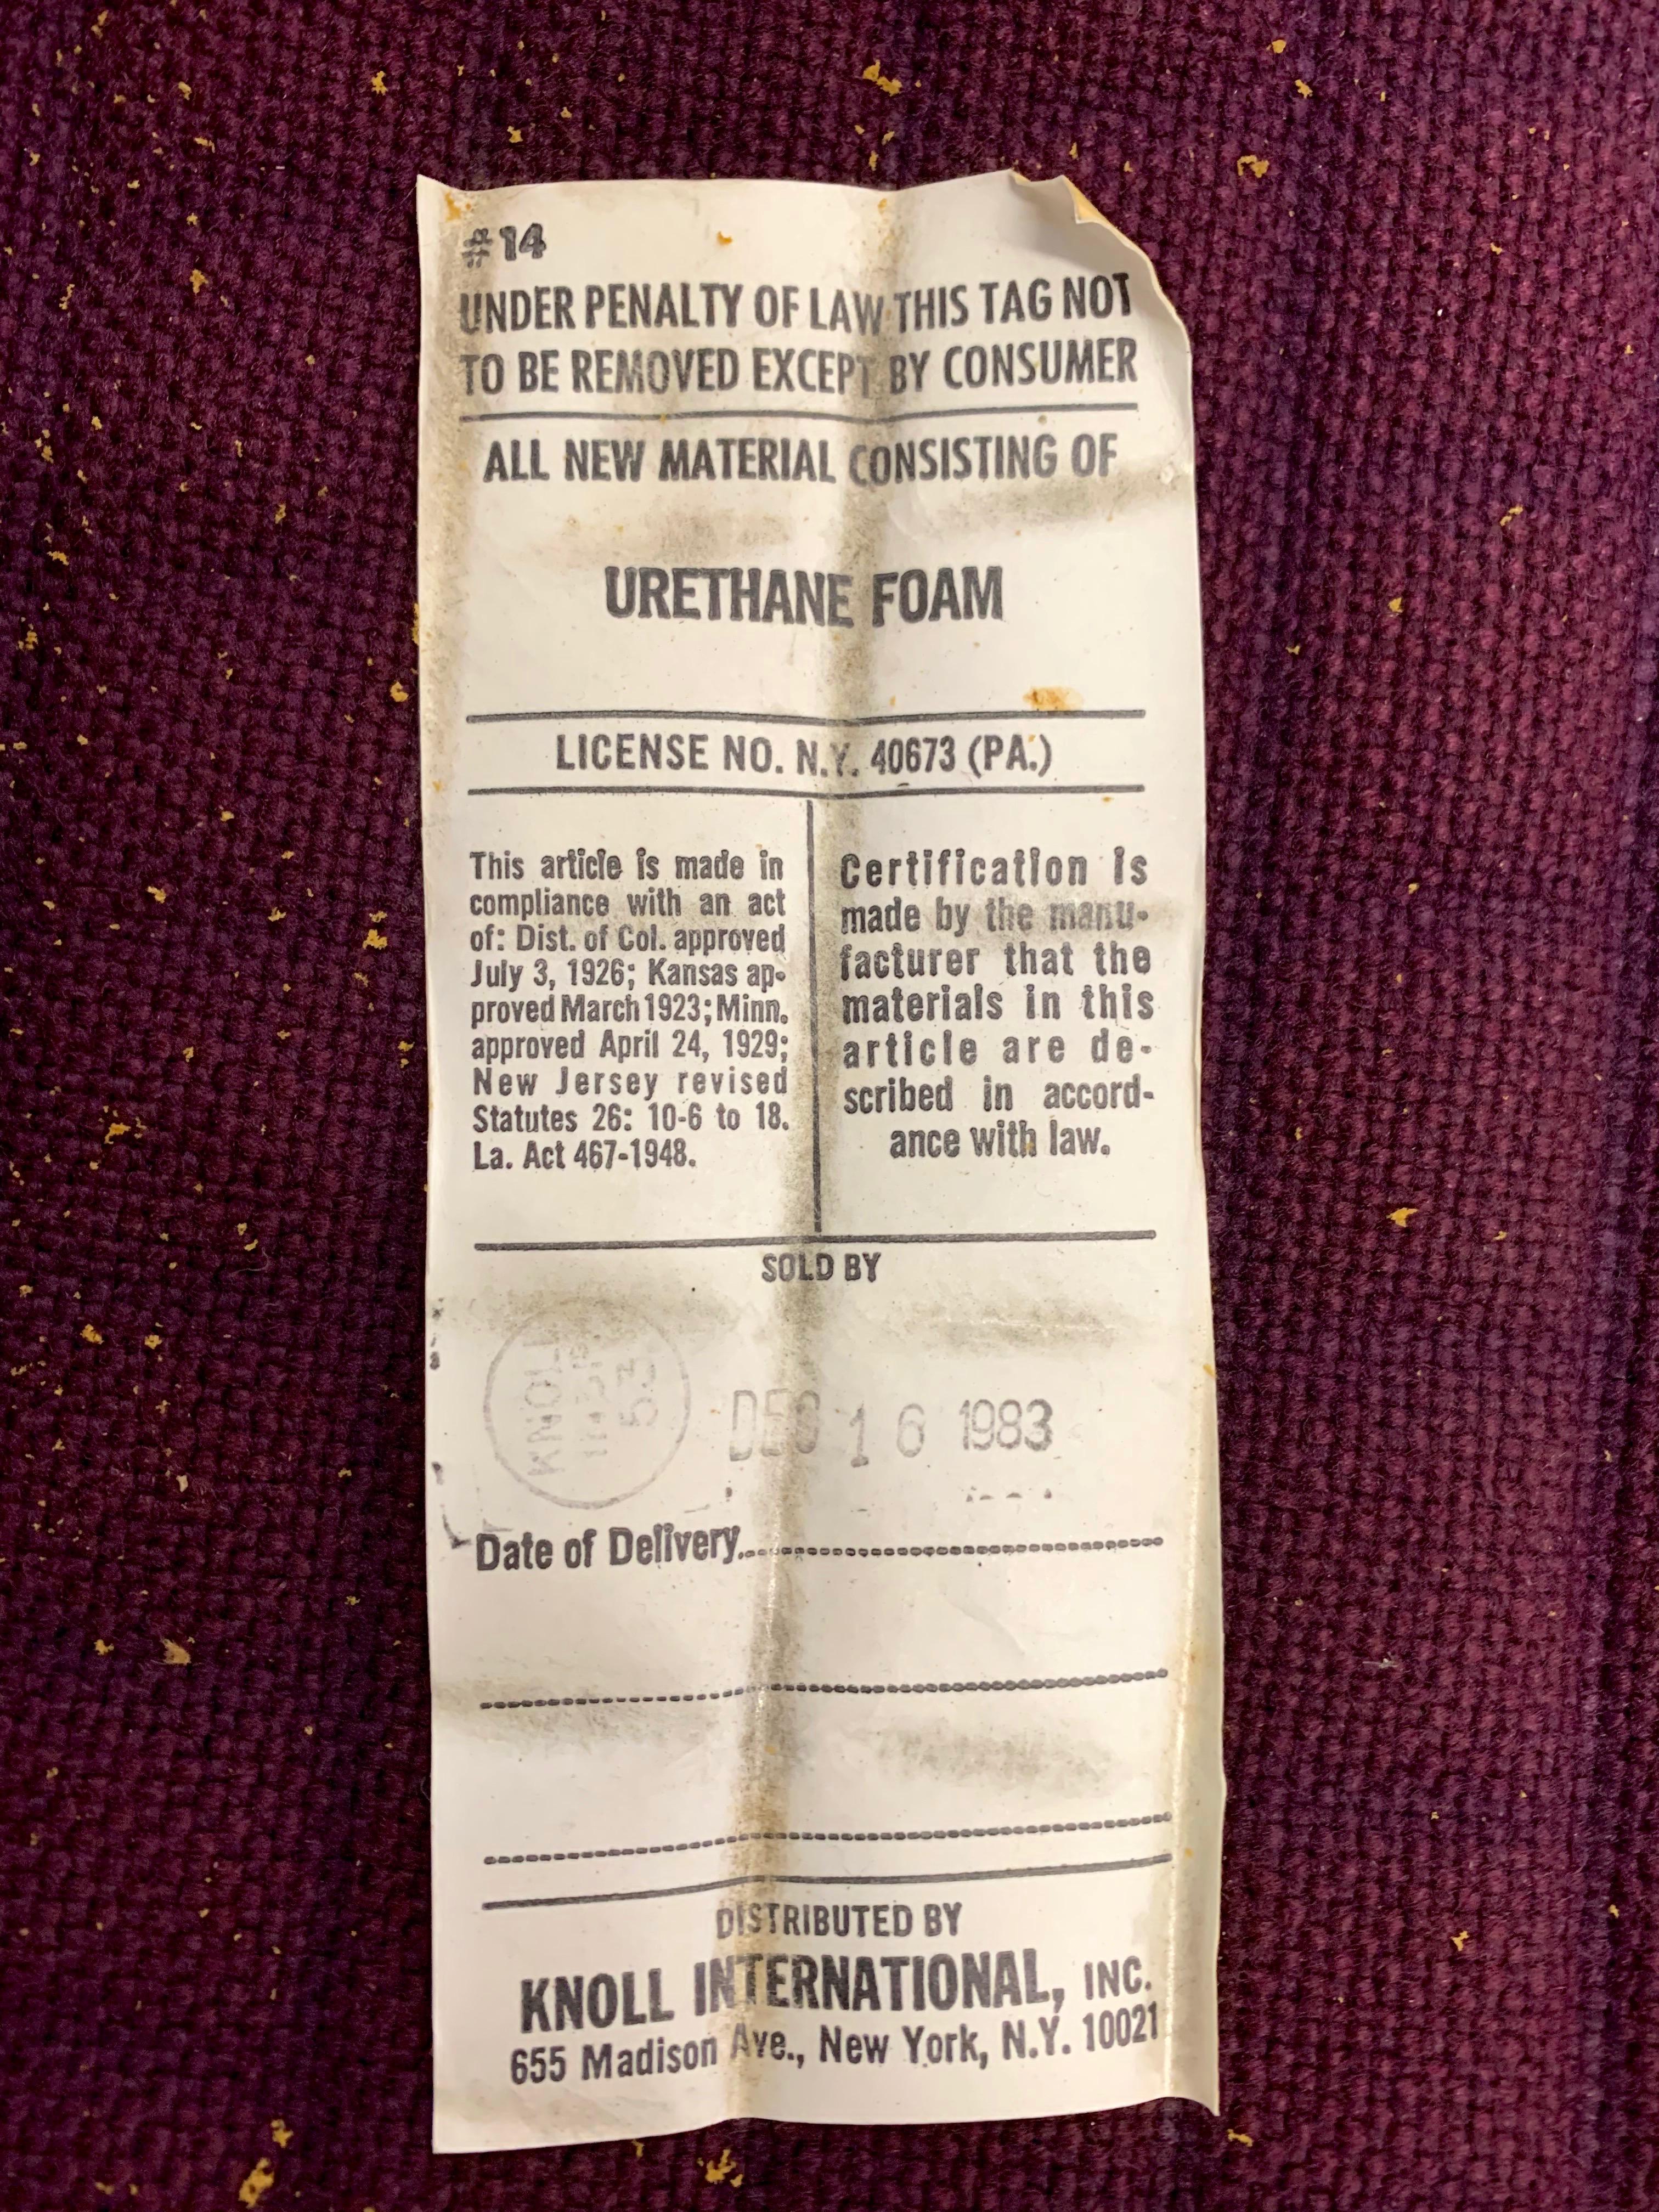 #14
UNDER PENALTY OF LAW THIS TAG NOT
TO BE REMOVED EXCEPT BY CONSUMER
ALL NEW MATERIAL CONSISTING OF
URETHANE FOAM
LICENSE NO. N.Y. 40673 (PA.)
This article is made in
compliance with an act
of: Dist. of Col. approved
July 3, 1926; Kansas ap-
proved March 1923; Minn.
approved April 24, 1929;
New Jersey revised
Statutes 26: 10-6 to 18.
La. Act 467-1948.
Certification is
made by the manu-
facturer that the
materials in this
article are de-
scribed in accord-
ance with law.
SOLD BY
KNOLL
DEC 16 1983
Date of Delivery
DISTRIBUTED BY
KNOLL INTERNATIONAL, INC.
655 Madison Ave., New York, N.Y. 10021